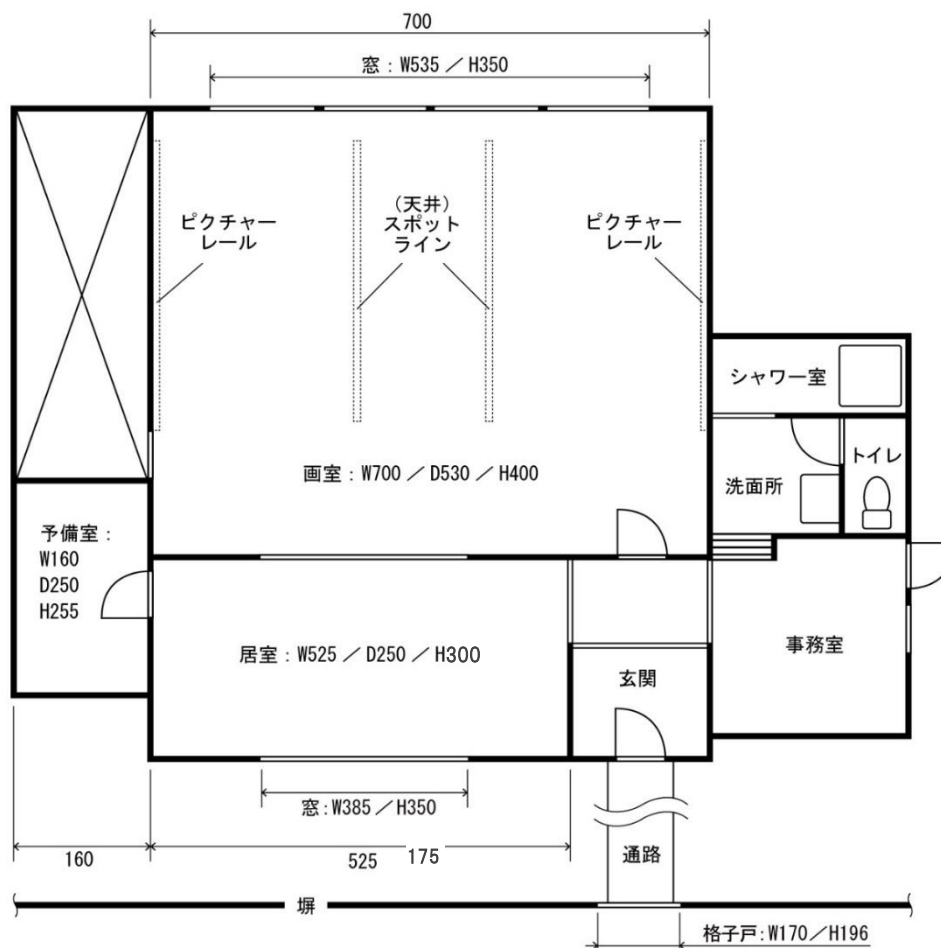 700
窓：W535 ／ H350
ピクチャー
レール
（天井）
スポット
ライン
ピクチャー
レール
シャワー室
洗面所
トイレ
画室：W700 ／ D530 ／ H400
予備室：
W160
D250
H255
居室：W525 ／ D250 ／ H300
玄関
事務室
窓：W385 ／ H350
160
525
175
通路
塀
格子戸：W170／H196